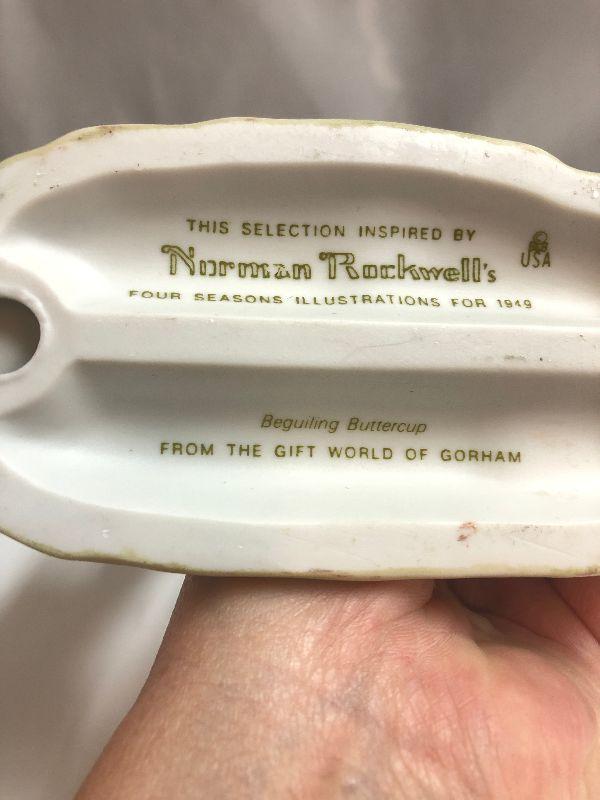 THIS SELECTION INSPIRED BY
Norman Rockwell's
USA
FOUR SEASONS ILLUSTRATIONS FOR 1949
Beguiling Buttercup
FROM THE GIFT WORLD OF GORHAM